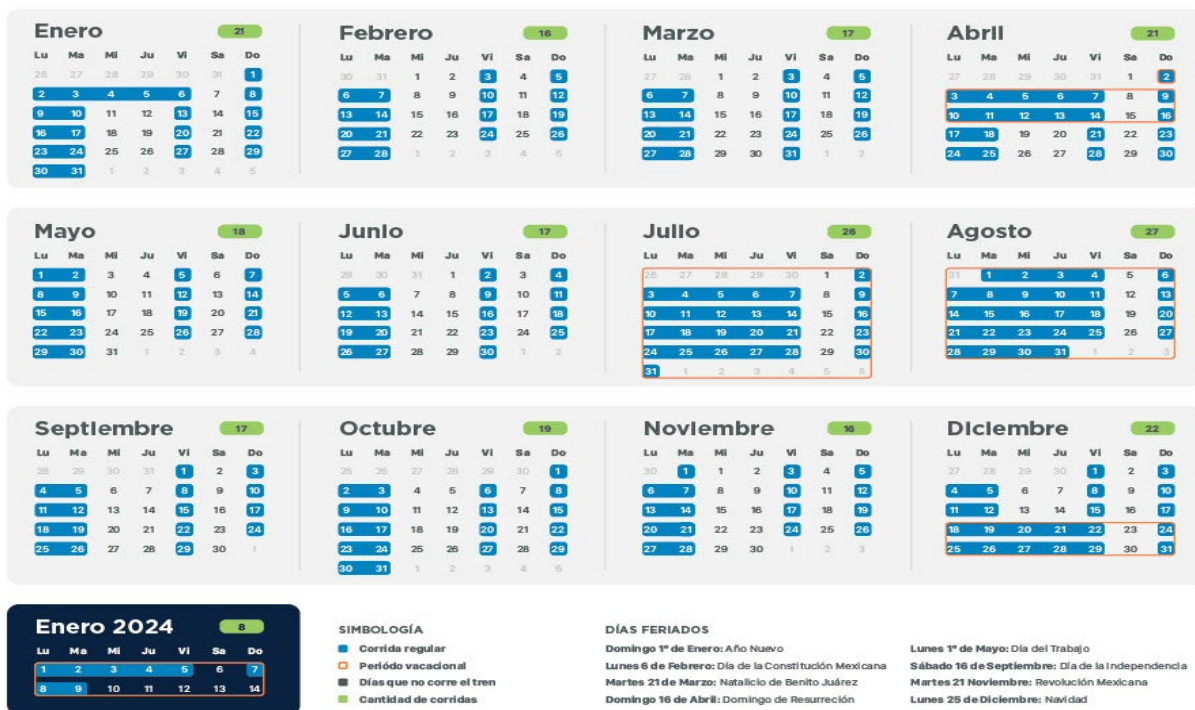 Enero 21
Lu Ma Mi Ju Vi Sa Do
26 27 28 29 30 31 1
2 3 4 5 6 7 8
9 10 11 12 13 14 15
16 17 18 19 20 21 22
23 24 25 26 27 28 29
30 31 1 2 3 4 5
Febrero 16
Lu Ma Mi Ju Vi Sa Do
30 31 1 2 3 4 5
6 7 8 9 10 11 12
13 14 15 16 17 18 19
20 21 22 23 24 25 26
27 28 1 2 3 4 5
Marzo 17
Lu Ma Mi Ju Vi Sa Do
27 28 1 2 3 4 5
6 7 8 9 10 11 12
13 14 15 16 17 18 19
20 21 22 23 24 25 26
27 28 29 30 31 1 2
Abril 21
Lu Ma Mi Ju Vi Sa Do
27 28 29 30 31 1 2
3 4 5 6 7 8 9
10 11 12 13 14 15 16
17 18 19 20 21 22 23
24 25 26 27 28 29 30
Mayo 18
Lu Ma Mi Ju Vi Sa Do
1 2 3 4 5 6 7
8 9 10 11 12 13 14
15 16 17 18 19 20 21
22 23 24 25 26 27 28
29 30 31 1 2 3 4
Junio 17
Lu Ma Mi Ju Vi Sa Do
29 30 31 1 2 3 4
5 6 7 8 9 10 11
12 13 14 15 16 17 18
19 20 21 22 23 24 25
26 27 28 29 30 1 2
Julio 26
Lu Ma Mi Ju Vi Sa Do
26 27 28 29 30 1 2
3 4 5 6 7 8 9
10 11 12 13 14 15 16
17 18 19 20 21 22 23
24 25 26 27 28 29 30
31 1 2 3 4 5 6
Agosto 27
Lu Ma Mi Ju Vi Sa Do
31 1 2 3 4 5 6
7 8 9 10 11 12 13
14 15 16 17 18 19 20
21 22 23 24 25 26 27
28 29 30 31 1 2 3
Septiembre 17
Lu Ma Mi Ju Vi Sa Do
28 29 30 31 1 2 3
4 5 6 7 8 9 10
11 12 13 14 15 16 17
18 19 20 21 22 23 24
25 26 27 28 29 30 1
Octubre 19
Lu Ma Mi Ju Vi Sa Do
25 26 27 28 29 30 1
2 3 4 5 6 7 8
9 10 11 12 13 14 15
16 17 18 19 20 21 22
23 24 25 26 27 28 29
30 31 1 2 3 4 5
Noviembre 16
Lu Ma Mi Ju Vi Sa Do
30 1 1 2 3 4 5
6 7 8 9 10 11 12
13 14 15 16 17 18 19
20 21 22 23 24 25 26
27 28 29 30 1 2 3
Diciembre 22
Lu Ma Mi Ju Vi Sa Do
27 28 29 30 1 2 3
4 5 6 7 8 9 10
11 12 13 14 15 16 17
18 19 20 21 22 23 24
25 26 27 28 29 30 31
Enero 2024 8
Lu Ma Mi Ju Vi Sa Do
1 2 3 4 5 6 7
8 9 10 11 12 13 14
SIMBOLOGÍA
Corrida regular
Periódo vacacional
Días que no corre el tren
Cantidad de corridas
DÍAS FERIADOS
Domingo 1º de Enero: Año Nuevo
Lunes 6 de Febrero: Día de la Constitución Mexicana
Martes 21 de Marzo: Natalicio de Benito Juárez
Domingo 16 de Abril: Domingo de Resurreción
Lunes 1º de Mayo: Día del Trabajo
Sábado 16 de Septiembre: Día de la Independencia
Martes 21 Noviembre: Revolución Mexicana
Lunes 25 de Diciembre: Navidad